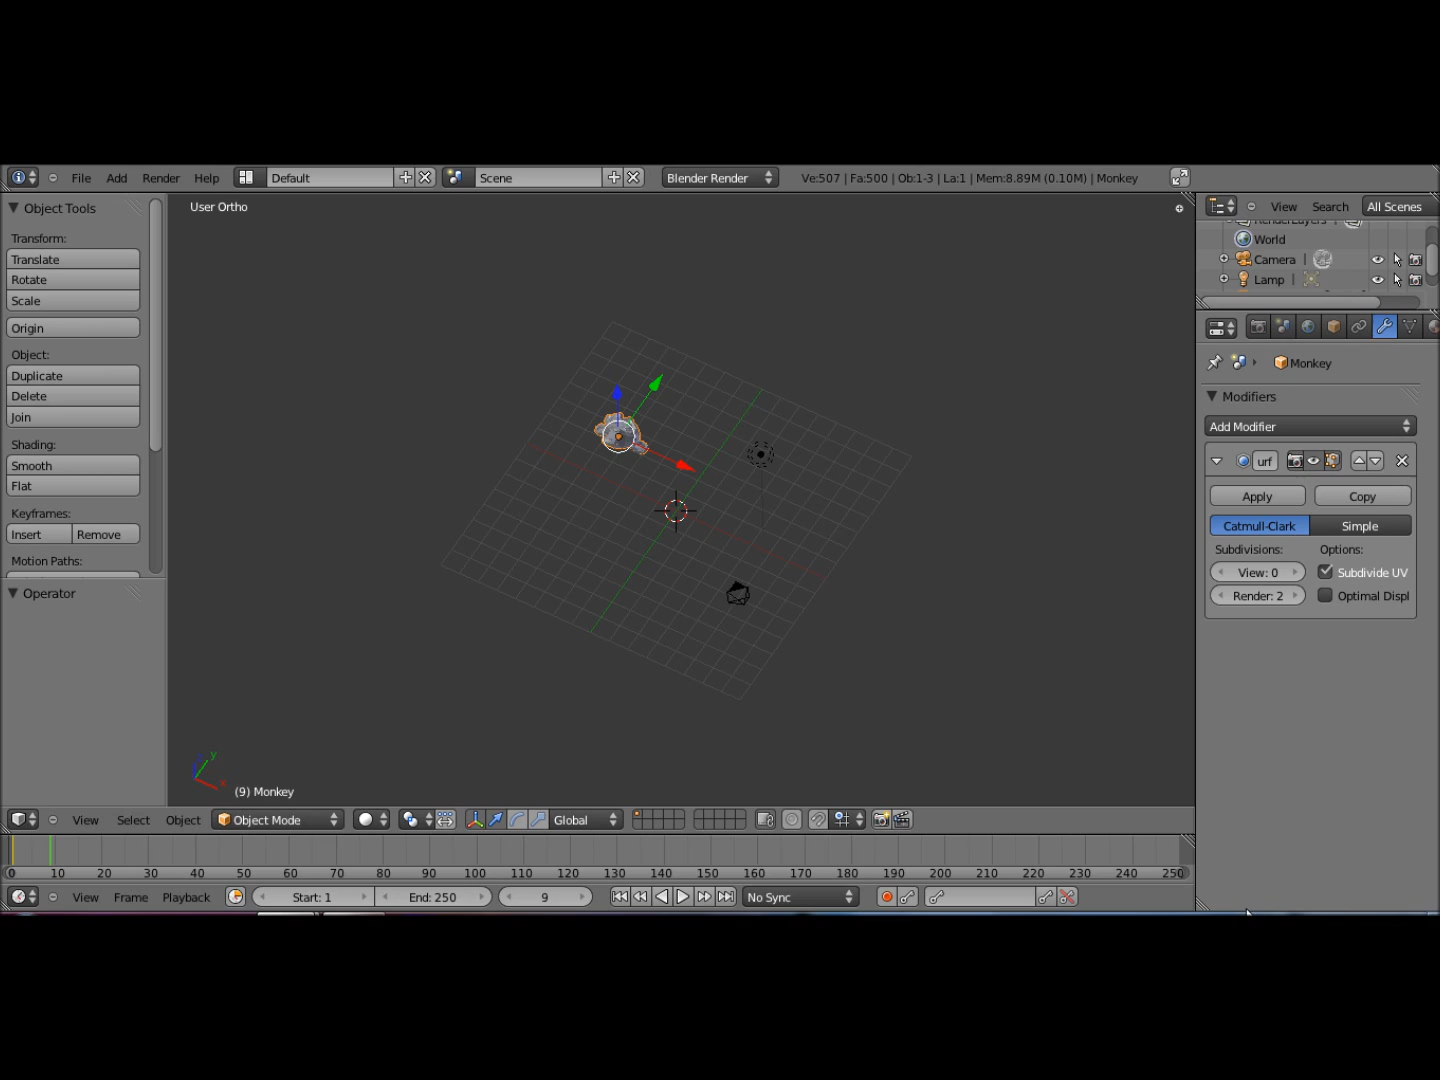 File Add Render Help Default Scene Blender Render Ve:507 | Fa:500 | Ob:1-3 | La:1 | Mem:8.89M (0.10M) | Monkey
Object Tools
Transform:
Translate
Rotate
Scale
Origin
Object:
Duplicate
Delete
Join
Shading:
Smooth
Flat
Keyframes:
Insert Remove
Motion Paths:
Operator
User Ortho
(9) Monkey
View Search All Scenes
RenderLayers |
World
Camera |
Lamp |
Monkey
Modifiers
Add Modifier
urf
Apply Copy
Catmull-Clark Simple
Subdivisions: Options:
View: 0 Subdivide UV
Render: 2 Optimal Displ
View Select Object Object Mode Global
0 10 20 30 40 50 60 70 80 90 100 110 120 130 140 150 160 170 180 190 200 210 220 230 240 250
View Frame Playback Start: 1 End: 250 9 No Sync
x y